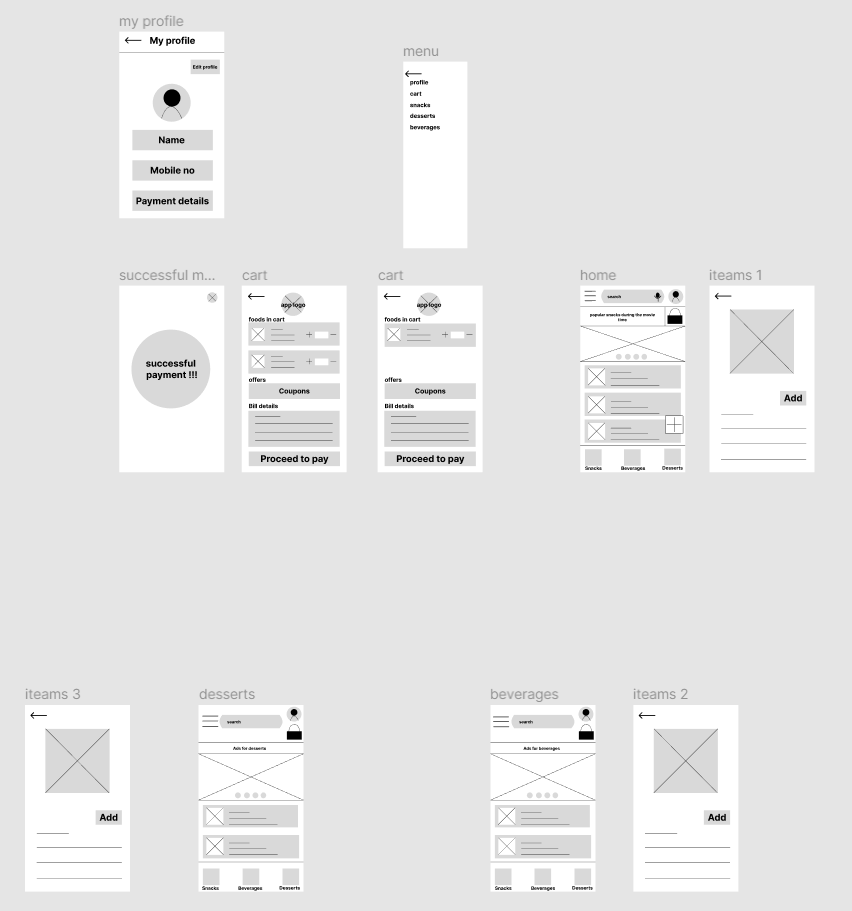 my profile
My profile
Edit profile
Name
Mobile no
Payment details
menu
profile
cart
snacks
desserts
beverages
successful m...
successful
payment !!!
cart
app logo
foods in cart
offers
Coupons
Bill details
Proceed to pay
cart
app logo
foods in cart
offers
Coupons
Bill details
Proceed to pay
home
search
popular snacks during the movie
time
Snacks
Beverages
Desserts
iteams 1
Add
iteams 3
Add
desserts
search
Ads for desserts
Snacks
Beverages
Desserts
beverages
search
Ads for beverages
Snacks
Beverages
Desserts
iteams 2
Add